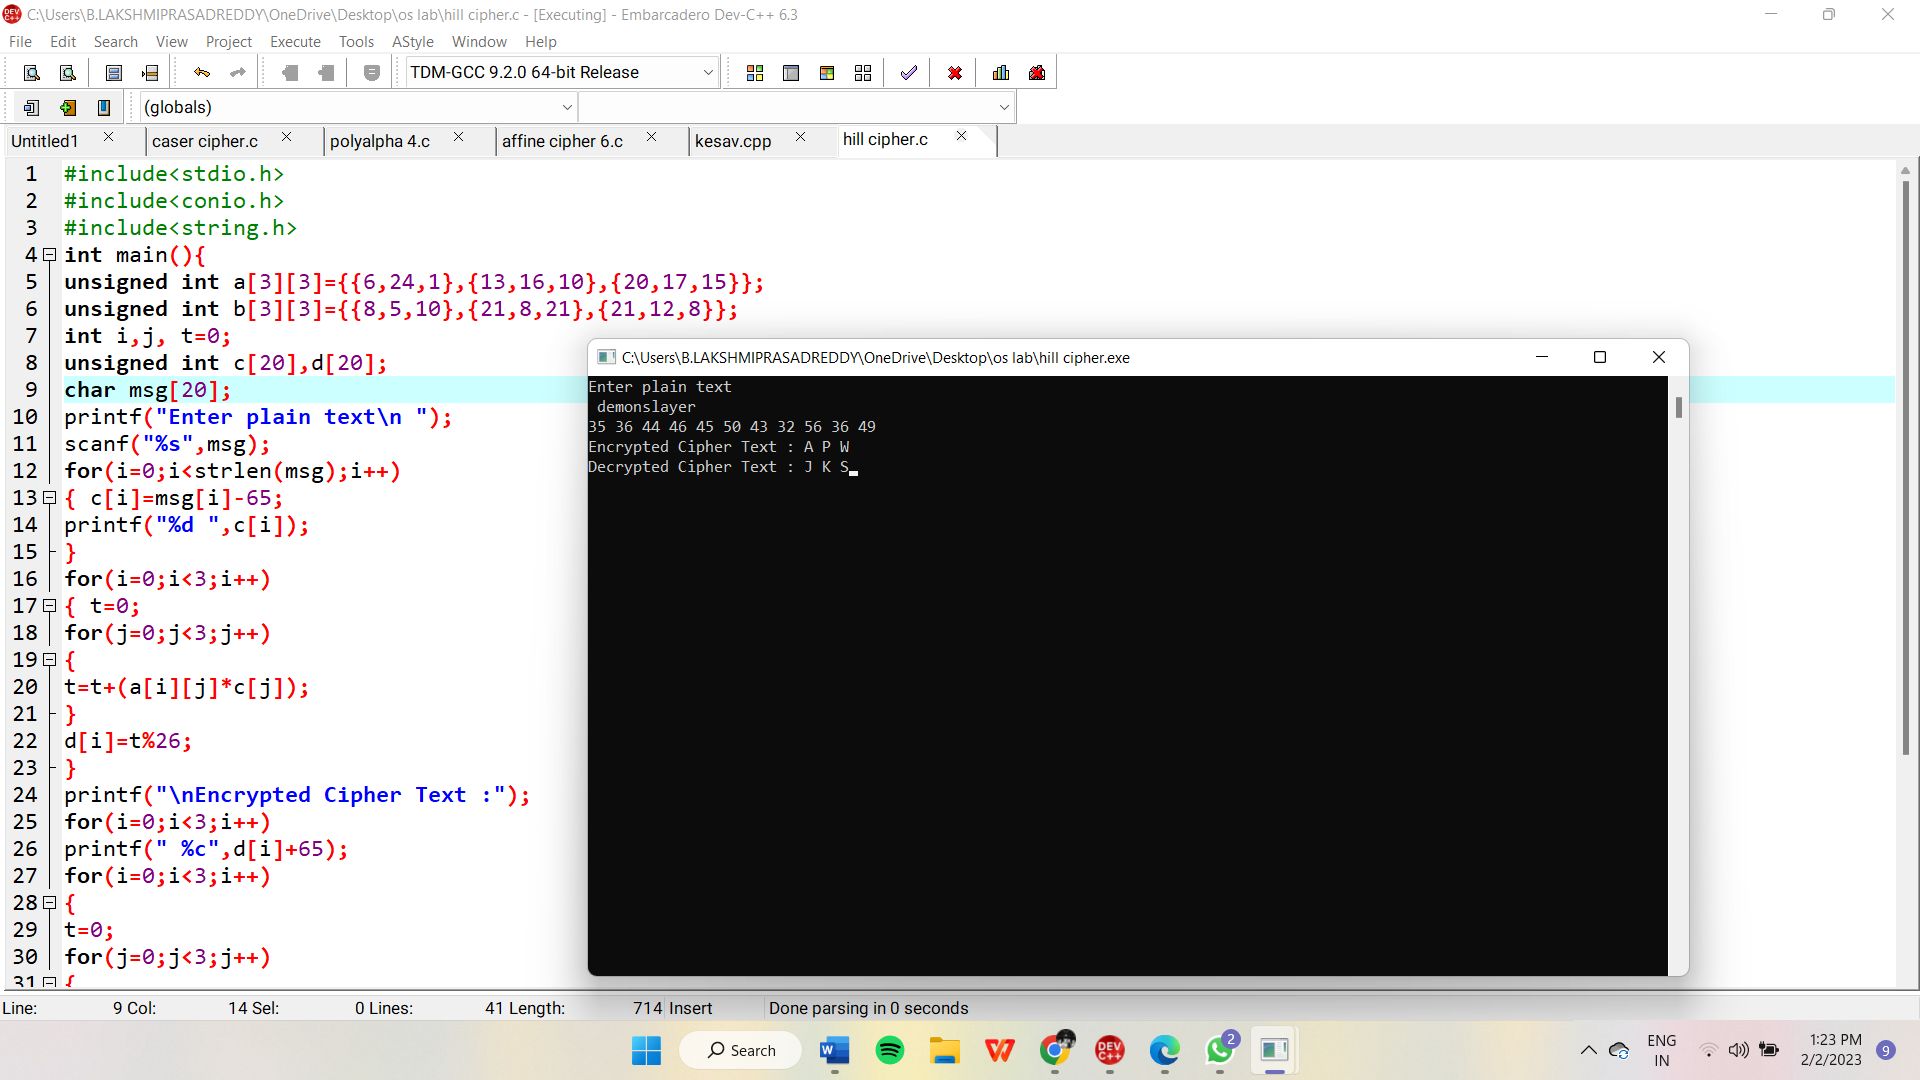 C:\Users\B.LAKSHMIPRASADREDDY\OneDrive\Desktop\os lab\hill cipher.c - [Executing] - Embarcadero Dev-C++ 6.3
File Edit Search View Project Execute Tools AStyle Window Help
TDM-GCC 9.2.0 64-bit Release
(globals)
Untitled1 caser cipher.c polyalpha 4.c affine cipher 6.c kesav.cpp hill cipher.c
1 #include<stdio.h>
2 #include<conio.h>
3 #include<string.h>
4 int main(){
5 unsigned int a[3][3]={{6,24,1},{13,16,10},{20,17,15}};
6 unsigned int b[3][3]={{8,5,10},{21,8,21},{21,12,8}};
7 int i,j, t=0;
8 unsigned int c[20],d[20];
9 char msg[20];
10 printf("Enter plain text\n ");
11 scanf("%s",msg);
12 for(i=0;i<strlen(msg);i++)
13 { c[i]=msg[i]-65;
14 printf("%d ",c[i]);
15 }
16 for(i=0;i<3;i++)
17 { t=0;
18 for(j=0;j<3;j++)
19 {
20 t=t+(a[i][j]*c[j]);
21 }
22 d[i]=t%26;
23 }
24 printf("\nEncrypted Cipher Text :");
25 for(i=0;i<3;i++)
26 printf(" %c",d[i]+65);
27 for(i=0;i<3;i++)
28 {
29 t=0;
30 for(j=0;j<3;j++)
31 {
C:\Users\B.LAKSHMIPRASADREDDY\OneDrive\Desktop\os lab\hill cipher.exe
Enter plain text
demonslayer
35 36 44 46 45 50 43 32 56 36 49
Encrypted Cipher Text : A P W
Decrypted Cipher Text : J K S
Line: 9 Col: 14 Sel: 0 Lines: 41 Length: 714 Insert Done parsing in 0 seconds
Search
DEV C++
2
ENG
IN
1:23 PM
2/2/2023
9